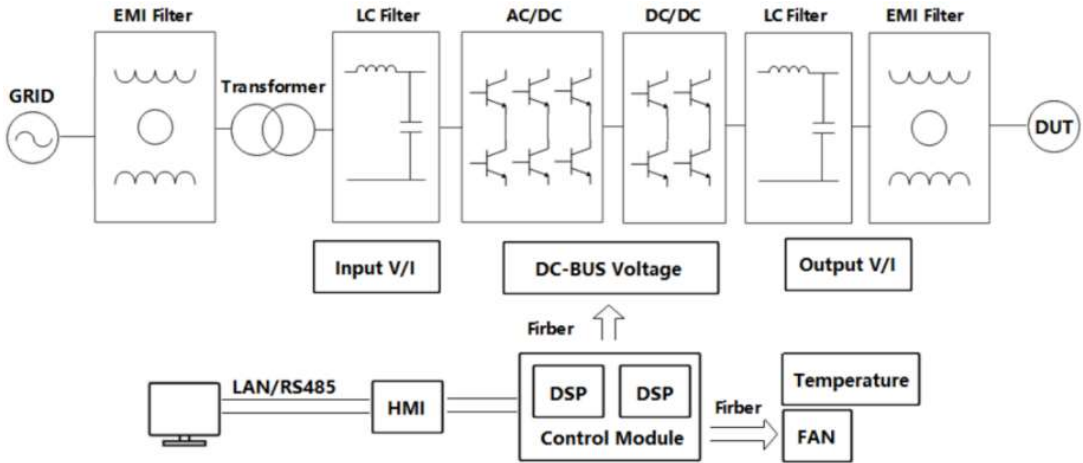 EMI Filter
LC Filter
AC/DC
DC/DC
LC Filter
EMI Filter
GRID
Transformer
DUT
Input V/I
DC-BUS Voltage
Output V/I
Firber
LAN/RS485
HMI
DSP
DSP
Control Module
Firber
Temperature
FAN